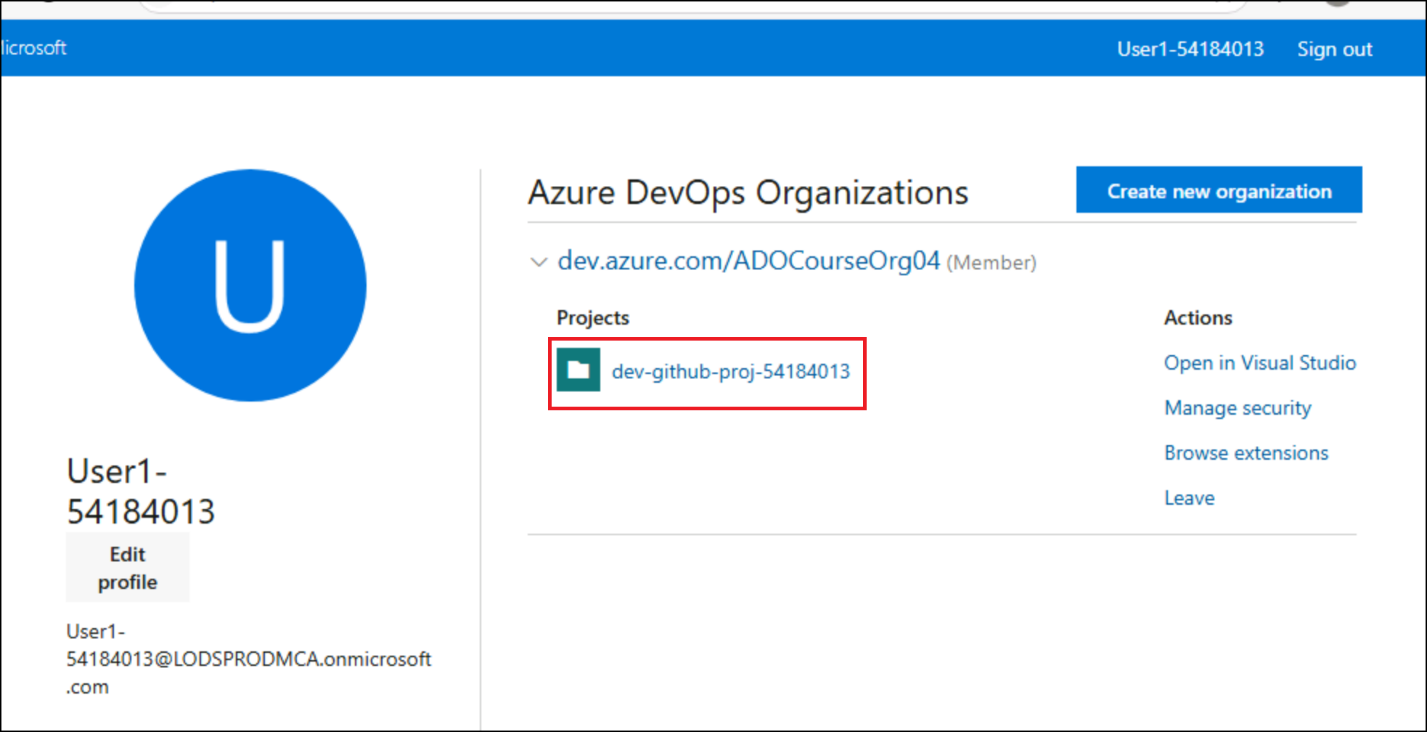 User1-54184013 Sign out
U
User1-
54184013
Edit
profile
User1-
54184013@LODSPRODMCA.onmicrosoft
.com
Azure DevOps Organizations
Create new organization
dev.azure.com/ADOCourseOrg04 (Member)
Projects
dev-github-proj-54184013
Actions
Open in Visual Studio
Manage security
Browse extensions
Leave